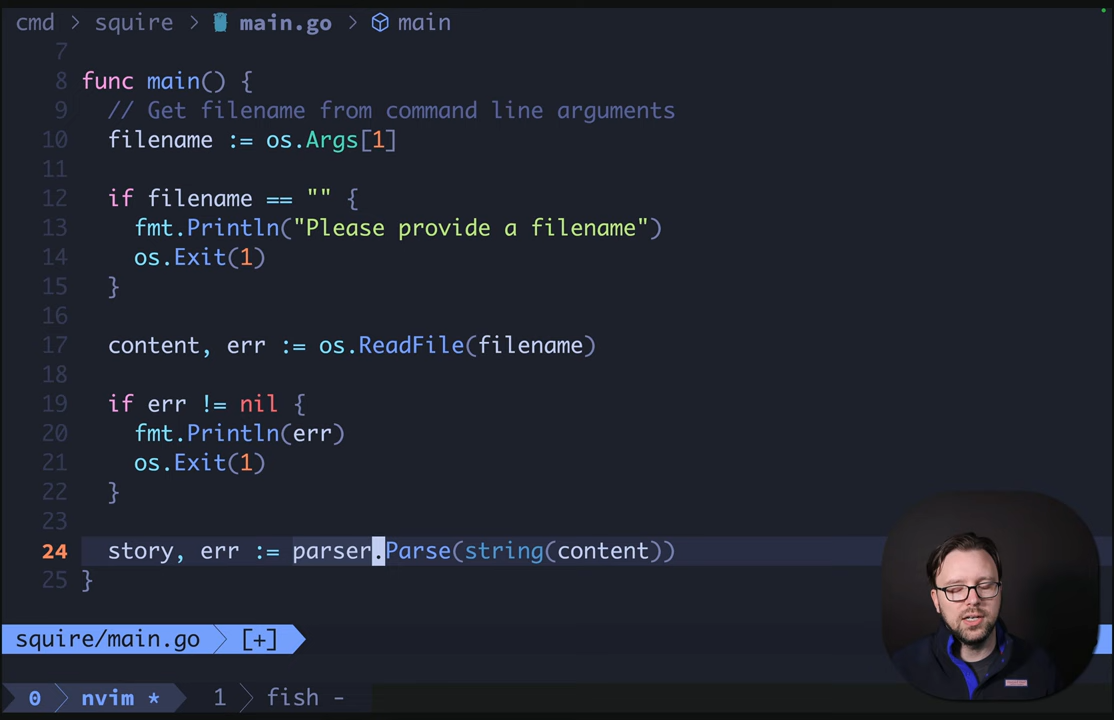 cmd > squire > main.go > main
7
8 func main() {
9 // Get filename from command line arguments
10 filename := os.Args[1]
11
12 if filename == "" {
13 fmt.Println("Please provide a filename")
14 os.Exit(1)
15 }
16
17 content, err := os.ReadFile(filename)
18
19 if err != nil {
20 fmt.Println(err)
21 os.Exit(1)
22 }
23
24 story, err := parser.Parse(string(content))
25 }
squire/main.go [+]
0 nvim * 1 fish -